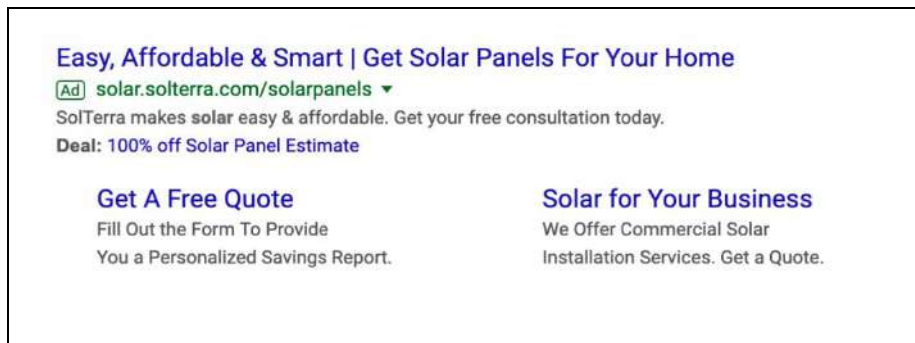 Easy, Affordable & Smart | Get Solar Panels For Your Home
Ad solar.solterra.com/solarpanels
SolTerra makes solar easy & affordable. Get your free consultation today.
Deal: 100% off Solar Panel Estimate
Get A Free Quote
Fill Out the Form To Provide
You a Personalized Savings Report.
Solar for Your Business
We Offer Commercial Solar
Installation Services. Get a Quote.